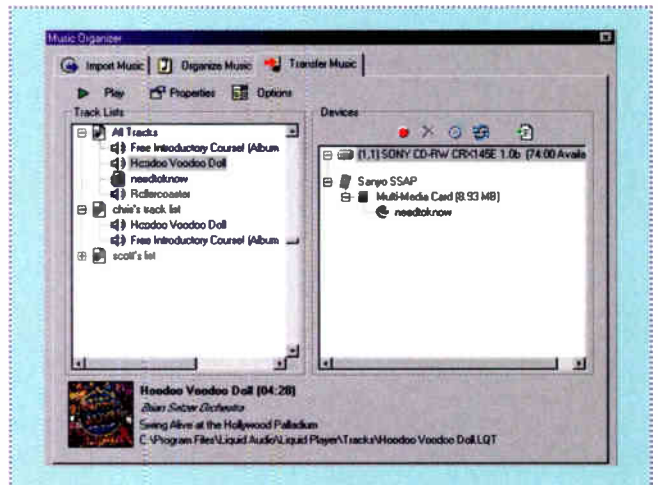 Music Organizer
Import Music
Organize Music
Transfer Music
Play
Properties
Options
Track Lists
All Tracks
Free Introductory Course! (Album
Hoodoo Voodoo Doll
needtoknow
Rollercoaster
chris's track list
Hoodoo Voodoo Doll
Free Introductory Course! (Album
scott's list
Devices
(1,1) SONY CD-RW CRX145E 1.0b (74:00 Availa
Sanyo SSAP
Multi-Media Card (8.93 MB)
needtoknow
Hoodoo Voodoo Doll (04:28)
Brian Setzer Orchestra
Swing Alive at the Hollywood Palladium
C:\Program Files\Liquid Audio\Liquid Player\Tracks\Hoodoo Voodoo Doll.LQT